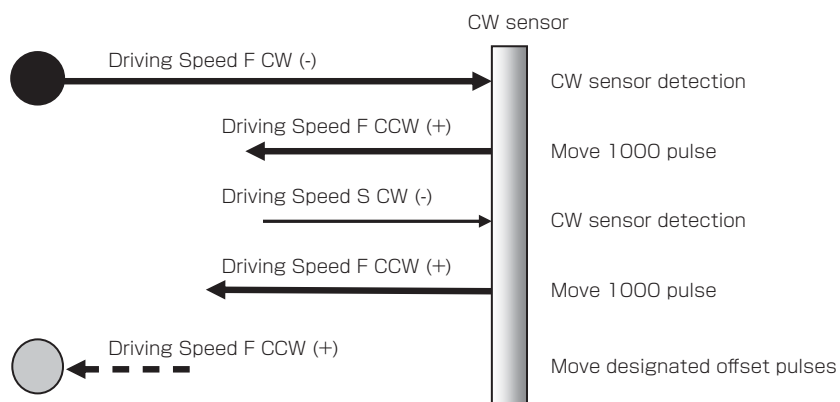 CW sensor
Driving Speed F CW (-)
CW sensor detection
Driving Speed F CCW (+)
Move 1000 pulse
Driving Speed S CW (-)
CW sensor detection
Driving Speed F CCW (+)
Move 1000 pulse
Driving Speed F CCW (+)
Move designated offset pulses